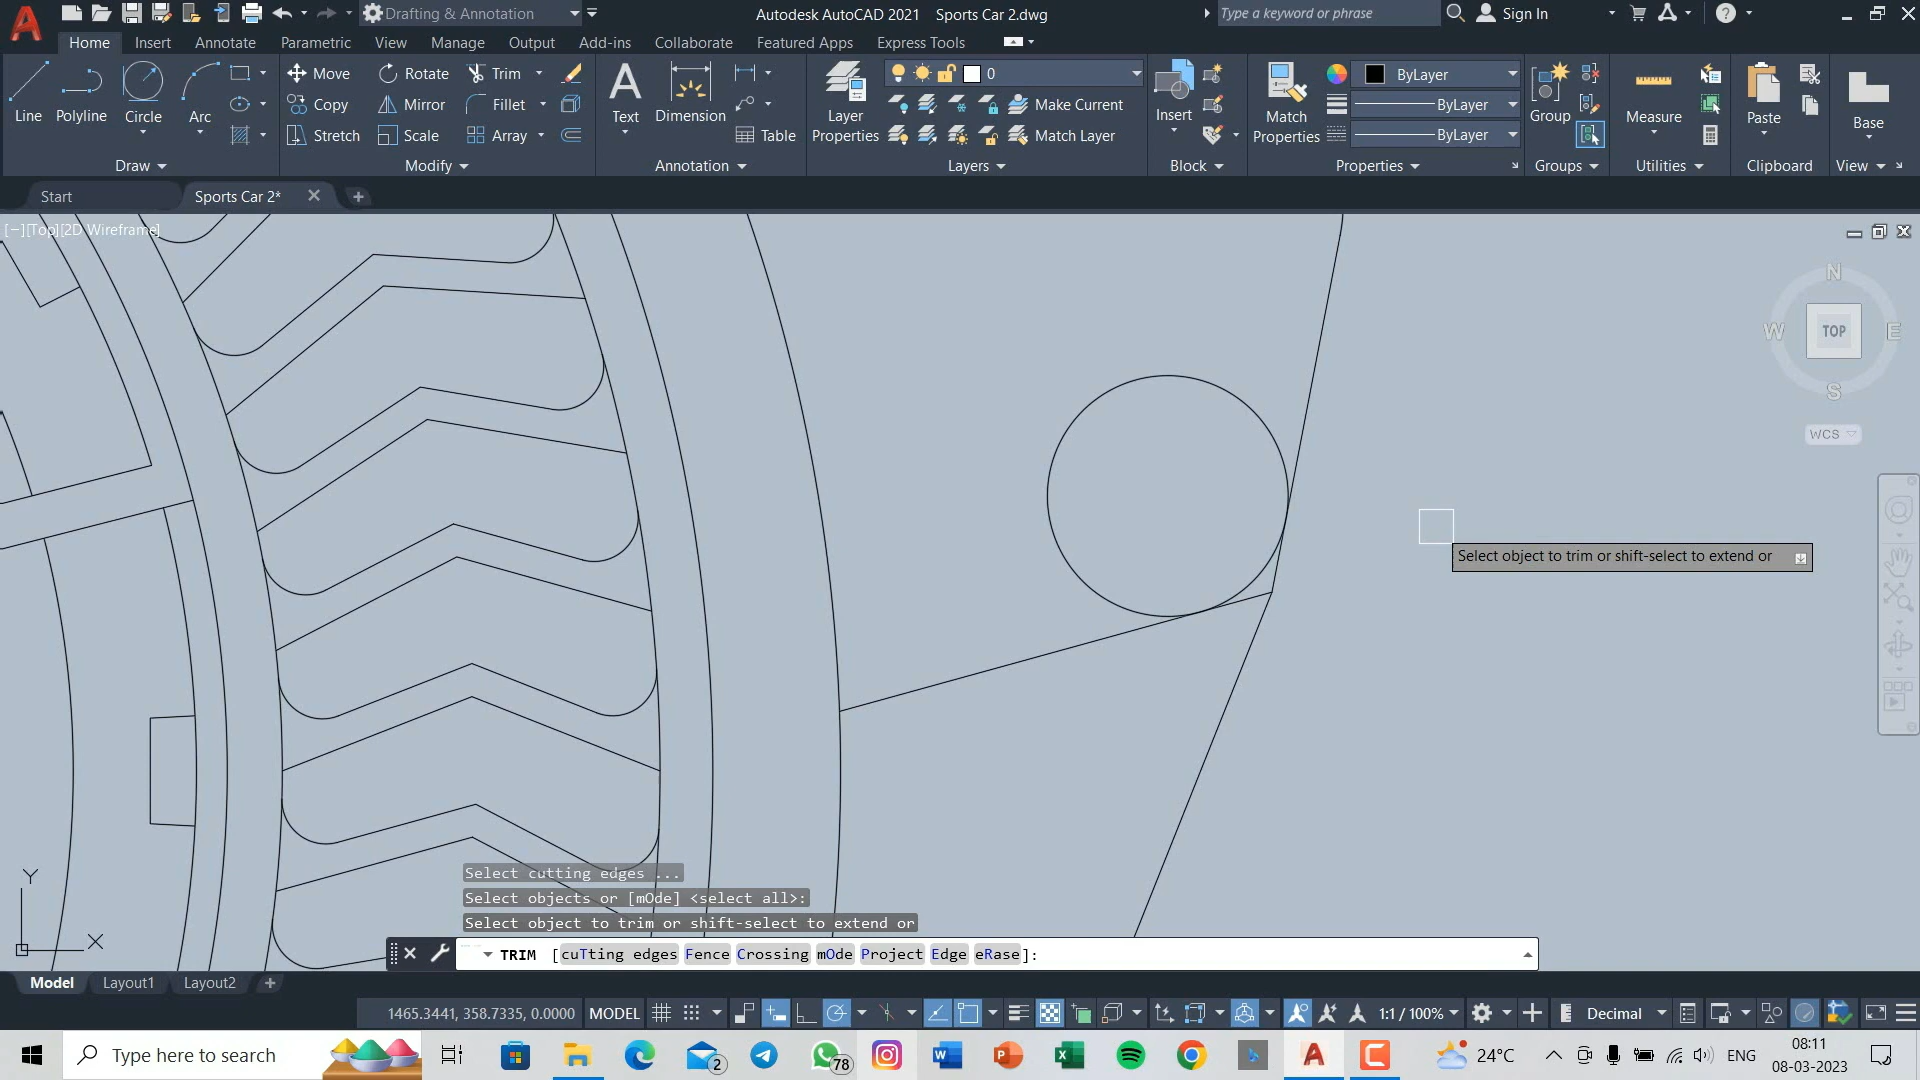 Drafting & Annotation
Autodesk AutoCAD 2021 Sports Car 2.dwg
Type a keyword or phrase
Sign In
Home Insert Annotate Parametric View Manage Output Add-ins Collaborate Featured Apps Express Tools
Line Polyline Circle Arc
Move Rotate Trim
Copy Mirror Fillet
Stretch Scale Array
Text Dimension Table
Layer Properties
0
Make Current
Match Layer
Insert
Match Properties
ByLayer
ByLayer
ByLayer
Group
Measure
Paste
Base
Draw Modify Annotation Layers Block Properties Groups Utilities Clipboard View
Start Sports Car 2*
[−][Top][2D Wireframe]
N
W TOP E
S
WCS
Select object to trim or shift-select to extend or
Y
X
Select cutting edges ...
Select objects or [mOde] <select all>:
Select object to trim or shift-select to extend or
TRIM [cuTting edges Fence Crossing mOde Project Edge eRase]:
Model Layout1 Layout2
1465.3441, 358.7335, 0.0000 MODEL 1:1 / 100% Decimal
Type here to search
2
78
24°C
ENG
08:11
08-03-2023